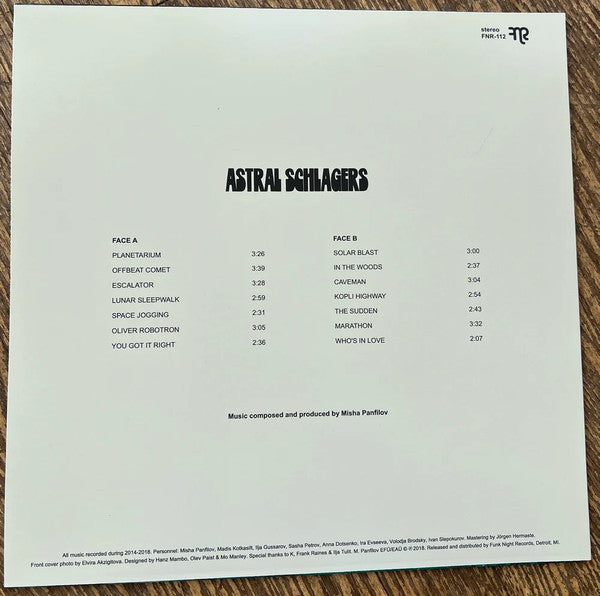 stereo
FNR-112
ASTRAL SCHLAGERS
FACE A
PLANETARIUM 3:26
OFFBEAT COMET 3:39
ESCALATOR 3:28
LUNAR SLEEPWALK 2:59
SPACE JOGGING 2:31
OLIVER ROBOTRON 3:05
YOU GOT IT RIGHT 2:36
FACE B
SOLAR BLAST 3:00
IN THE WOODS 2:37
CAVEMAN 3:04
KOPLI HIGHWAY 2:54
THE SUDDEN 2:43
MARATHON 3:32
WHO'S IN LOVE 2:07
Music composed and produced by Misha Panfilov
All music recorded during 2014-2018. Personnel: Misha Panfilov, Madis Kotkasilt, Ilja Gussarov, Sasha Petrov, Anna Dotsenko, Ira Evseeva, Volodja Brodsky, Ivan Stepokurov. Mastering by Jörgen Hermaste.
Front cover photo by Elvira Akzigitova. Designed by Hanz Mambo, Olev Paist & Mo Manley. Special thanks to K. Frank Raines & Ilja Tulit. M. Panfilov EFÜ/EAÜ © ℗ 2018. Released and distributed by Funk Night Records, Detroit, MI.